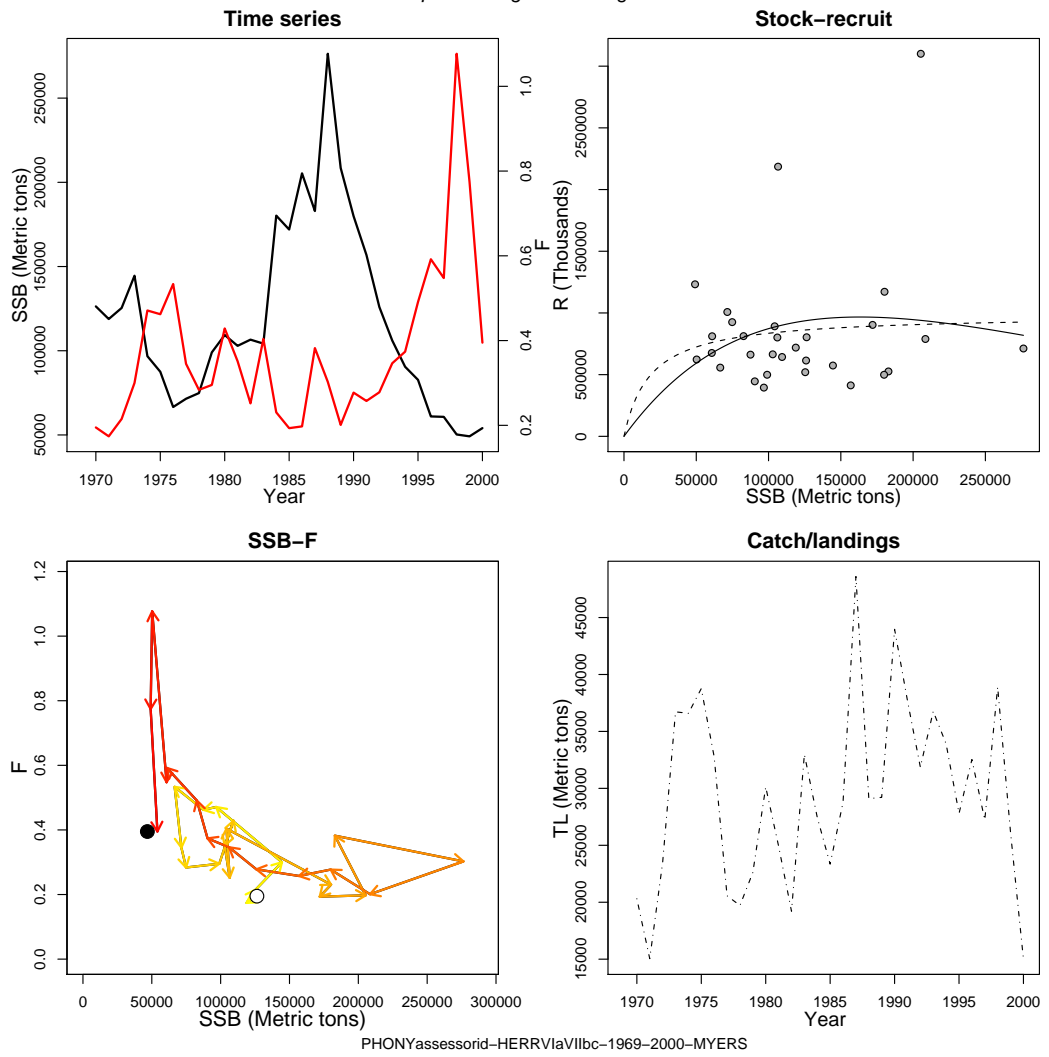 Time series
SSB (Metric tons)
50000 100000 150000 200000 250000
0.2 0.4 0.6 0.8 1.0
F
1970 1975 1980 1985 1990 1995 2000
Year
Stock−recruit
R (Thousands)
0 500000 1500000 2500000
0 50000 100000 150000 200000 250000
SSB (Metric tons)
SSB−F
F
0.0 0.2 0.4 0.6 0.8 1.0 1.2
0 50000 100000 150000 200000 250000 300000
SSB (Metric tons)
Catch/landings
TL (Metric tons)
15000 20000 25000 30000 35000 40000 45000
1970 1975 1980 1985 1990 1995 2000
Year
PHONYassessorid−HERRVIaVIIbc−1969−2000−MYERS